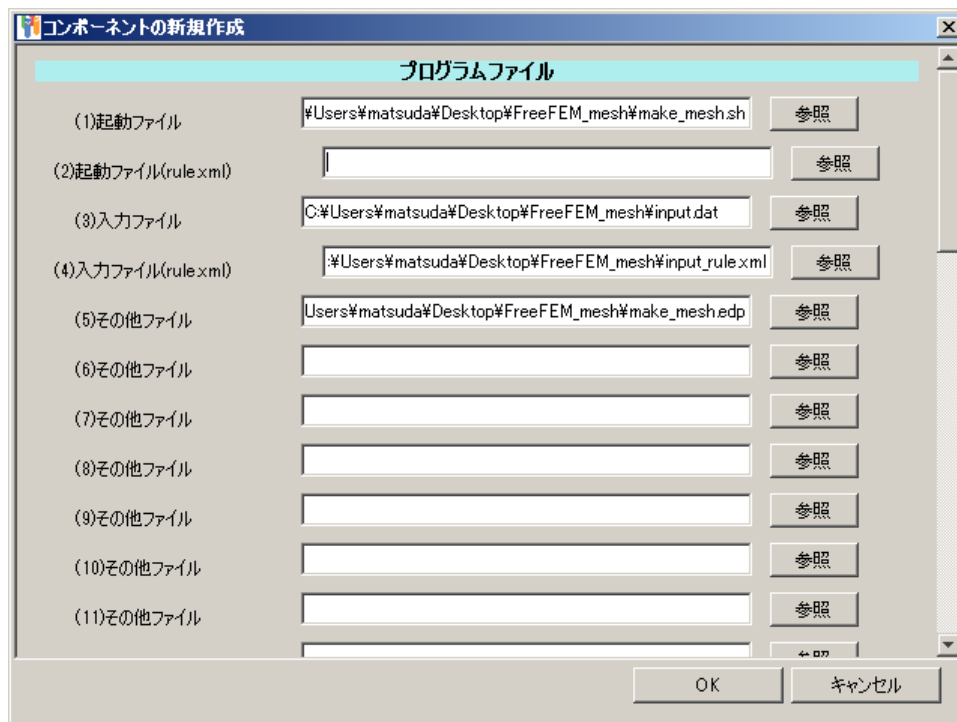 コンポーネントの新規作成
プログラムファイル
(1)起動ファイル ¥Users¥matsuda¥Desktop¥FreeFEM_mesh¥make_mesh.sh 参照
(2)起動ファイル(rule.xml) 参照
(3)入力ファイル C:¥Users¥matsuda¥Desktop¥FreeFEM_mesh¥input.dat 参照
(4)入力ファイル(rule.xml) :¥Users¥matsuda¥Desktop¥FreeFEM_mesh¥input_rule.xml 参照
(5)その他ファイル Users¥matsuda¥Desktop¥FreeFEM_mesh¥make_mesh.edp 参照
(6)その他ファイル 参照
(7)その他ファイル 参照
(8)その他ファイル 参照
(9)その他ファイル 参照
(10)その他ファイル 参照
(11)その他ファイル 参照
OK キャンセル